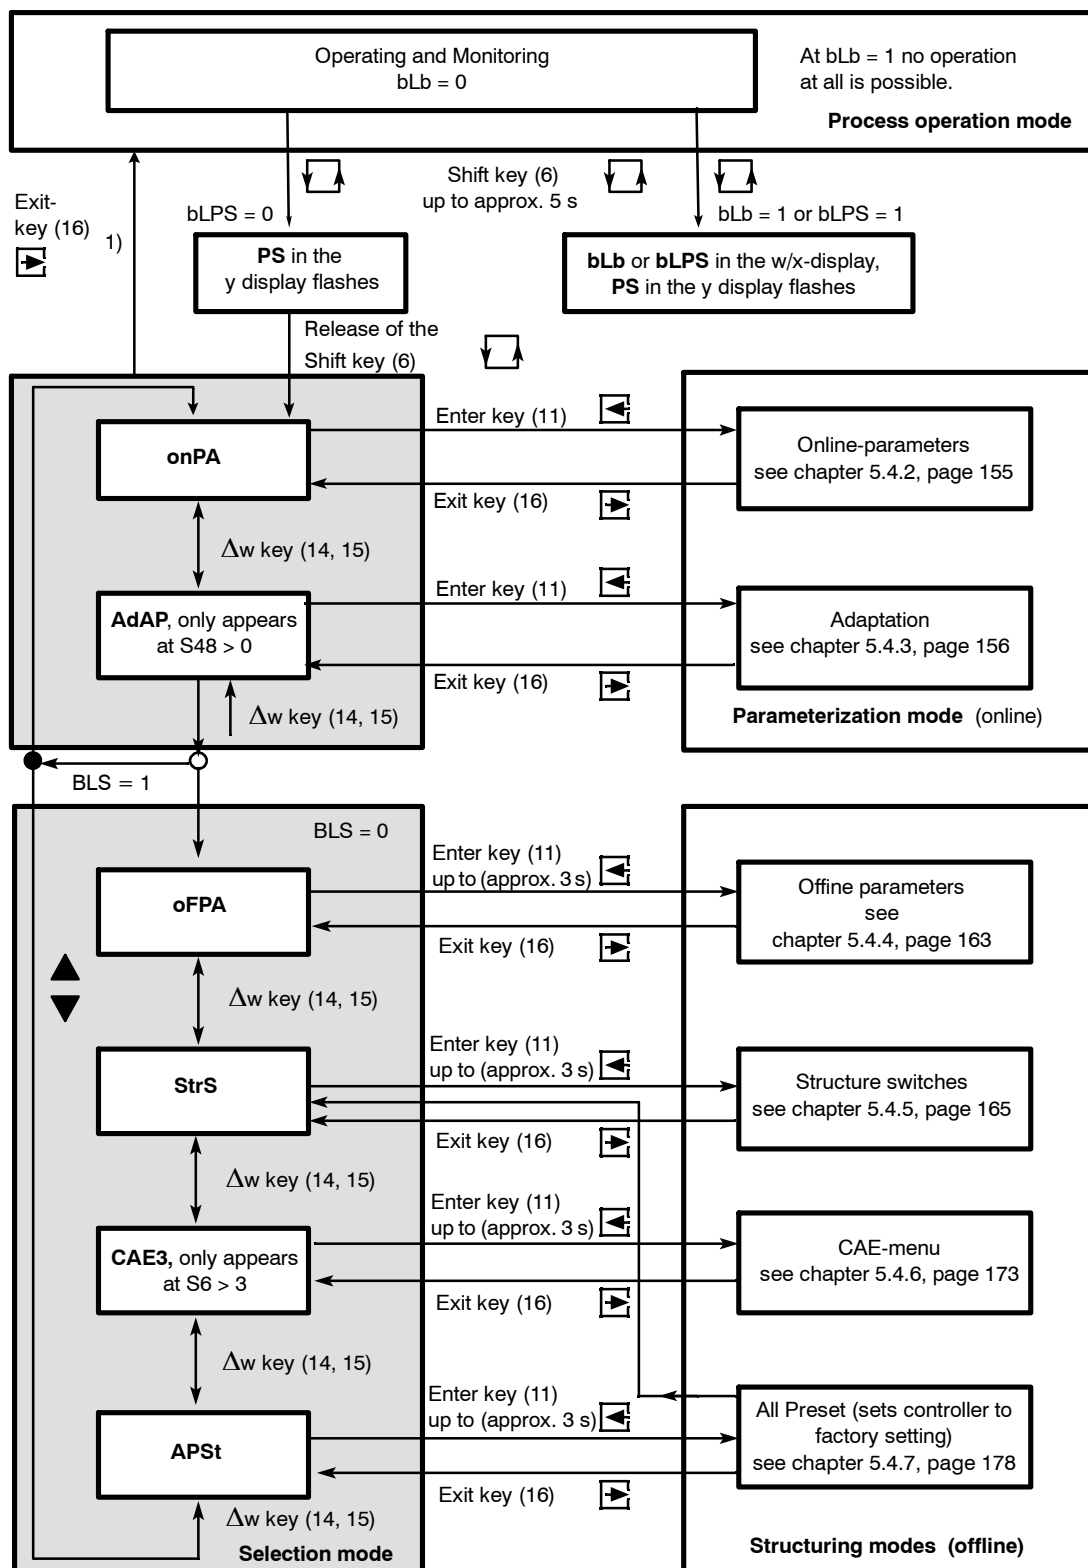 Operating and Monitoring
bLb = 0
At bLb = 1 no operation
at all is possible.
Process operation mode
Exit-
key (16)
1)
bLPS = 0
Shift key (6)
up to approx. 5 s
bLb = 1 or bLPS = 1
PS in the
y display flashes
bLb or bLPS in the w/x-display,
PS in the y display flashes
Release of the
Shift key (6)
onPA
Enter key (11)
Exit key (16)
Online-parameters
see chapter 5.4.2, page 155
Δw key (14, 15)
AdAP, only appears
at S48 > 0
Enter key (11)
Exit key (16)
Adaptation
see chapter 5.4.3, page 156
Δw key (14, 15)
Parameterization mode (online)
BLS = 1
BLS = 0
oFPA
Enter key (11)
up to (approx. 3 s)
Exit key (16)
Offine parameters
see
chapter 5.4.4, page 163
Δw key (14, 15)
StrS
Enter key (11)
up to (approx. 3 s)
Exit key (16)
Structure switches
see chapter 5.4.5, page 165
Δw key (14, 15)
CAE3, only appears
at S6 > 3
Enter key (11)
up to (approx. 3 s)
Exit key (16)
CAE-menu
see chapter 5.4.6, page 173
Δw key (14, 15)
APSt
Enter key (11)
up to (approx. 3 s)
Exit key (16)
All Preset (sets controller to
factory setting)
see chapter 5.4.7, page 178
Δw key (14, 15)
Selection mode
Structuring modes (offline)